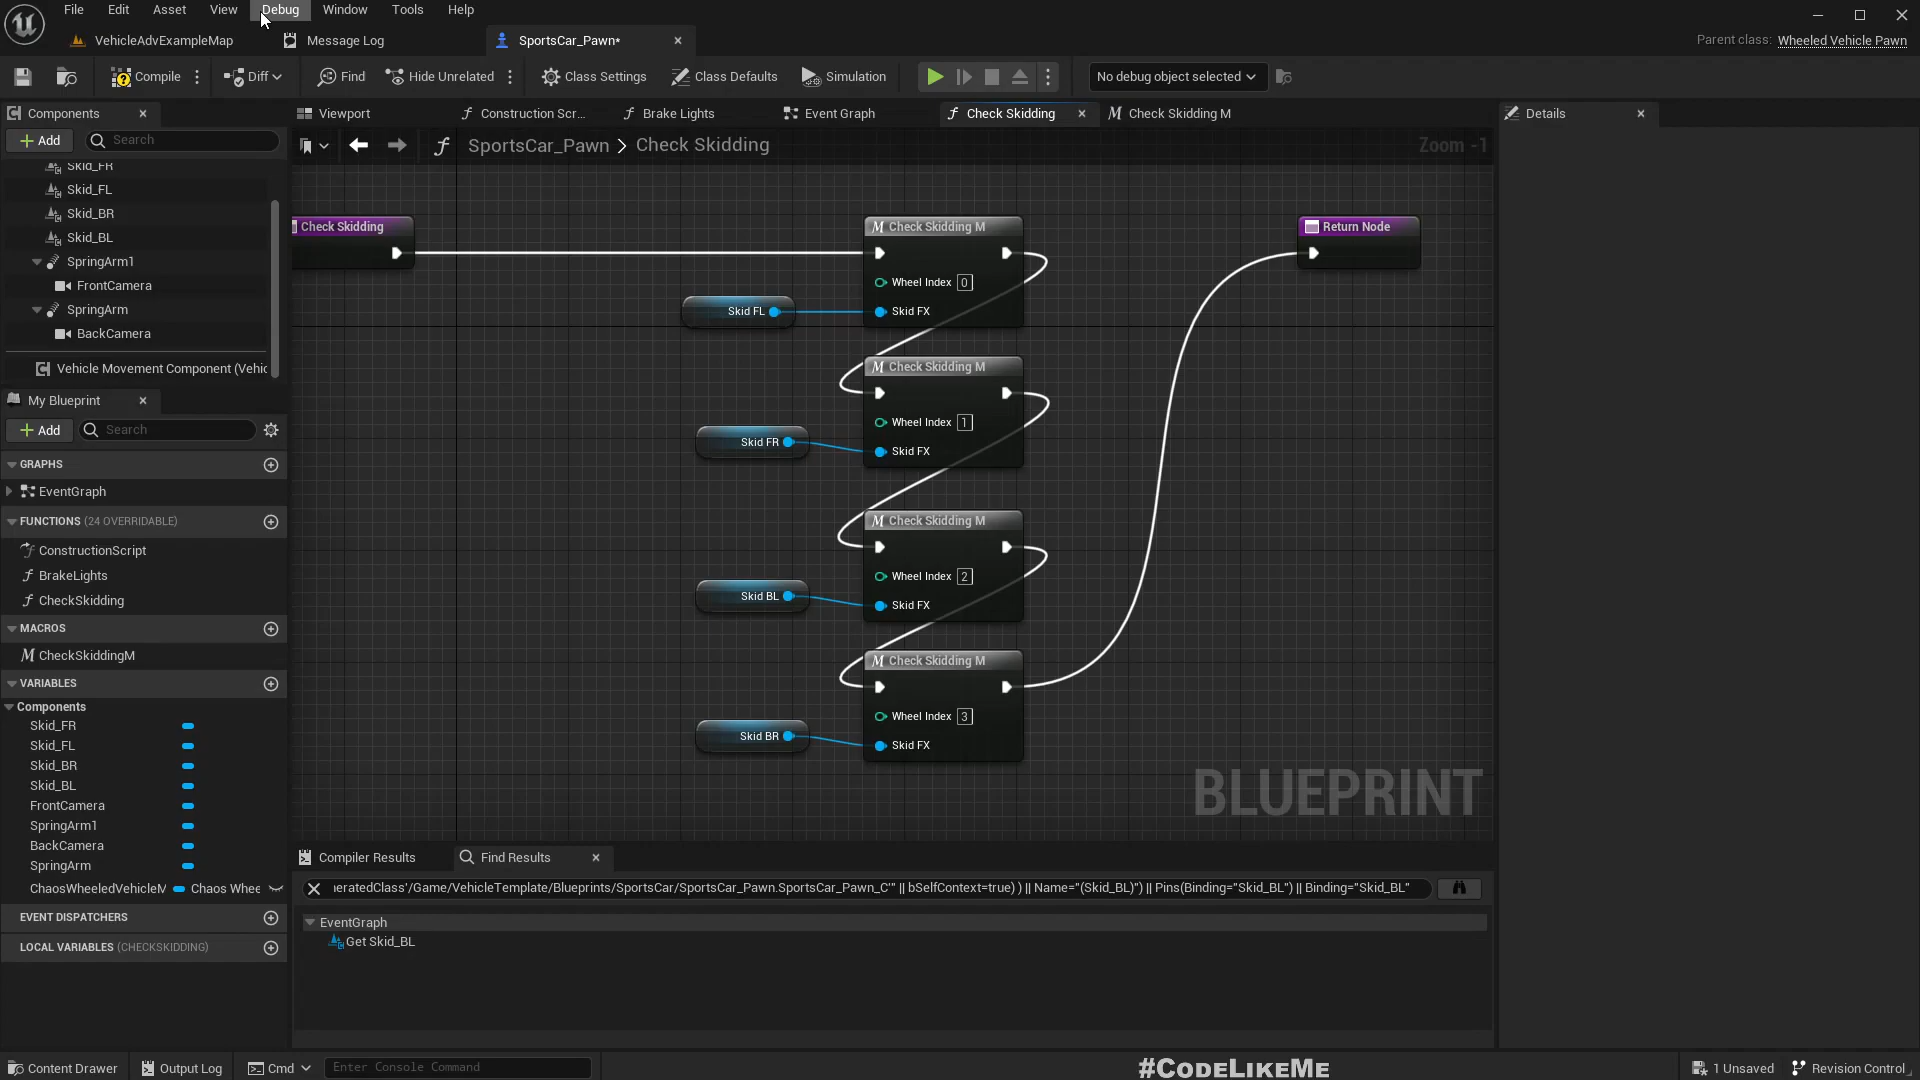 File Edit Asset View Debug Window Tools Help
VehicleAdvExampleMap Message Log SportsCar_Pawn*
Parent class: Wheeled Vehicle Pawn
Compile Diff Find Hide Unrelated Class Settings Class Defaults Simulation No debug object selected
Components
Add Search
Skid_FR
Skid_FL
Skid_BR
Skid_BL
SpringArm1
FrontCamera
SpringArm
BackCamera
Vehicle Movement Component (Vehic
My Blueprint
Add Search
GRAPHS
EventGraph
FUNCTIONS (24 OVERRIDABLE)
ConstructionScript
BrakeLights
CheckSkidding
MACROS
CheckSkiddingM
VARIABLES
Components
Skid_FR
Skid_FL
Skid_BR
Skid_BL
FrontCamera
SpringArm1
BackCamera
SpringArm
ChaosWheeledVehicleM Chaos Whee
EVENT DISPATCHERS
LOCAL VARIABLES (CHECKSKIDDING)
Viewport Construction Scr... Brake Lights Event Graph Check Skidding Check Skidding M
SportsCar_Pawn > Check Skidding
Zoom -1
Check Skidding
Check Skidding M
Wheel Index 0
Skid FL
Skid FX
Check Skidding M
Wheel Index 1
Skid FR
Skid FX
Check Skidding M
Wheel Index 2
Skid BL
Skid FX
Check Skidding M
Wheel Index 3
Skid BR
Skid FX
Return Node
BLUEPRINT
Compiler Results Find Results
neratedClass'/Game/VehicleTemplate/Blueprints/SportsCar/SportsCar_Pawn.SportsCar_Pawn_C'" || bSelfContext=true) ) || Name="(Skid_BL)") || Pins(Binding="Skid_BL") || Binding="Skid_BL"
EventGraph
Get Skid_BL
Details
Content Drawer Output Log Cmd Enter Console Command
#CodeLikeMe
1 Unsaved Revision Control